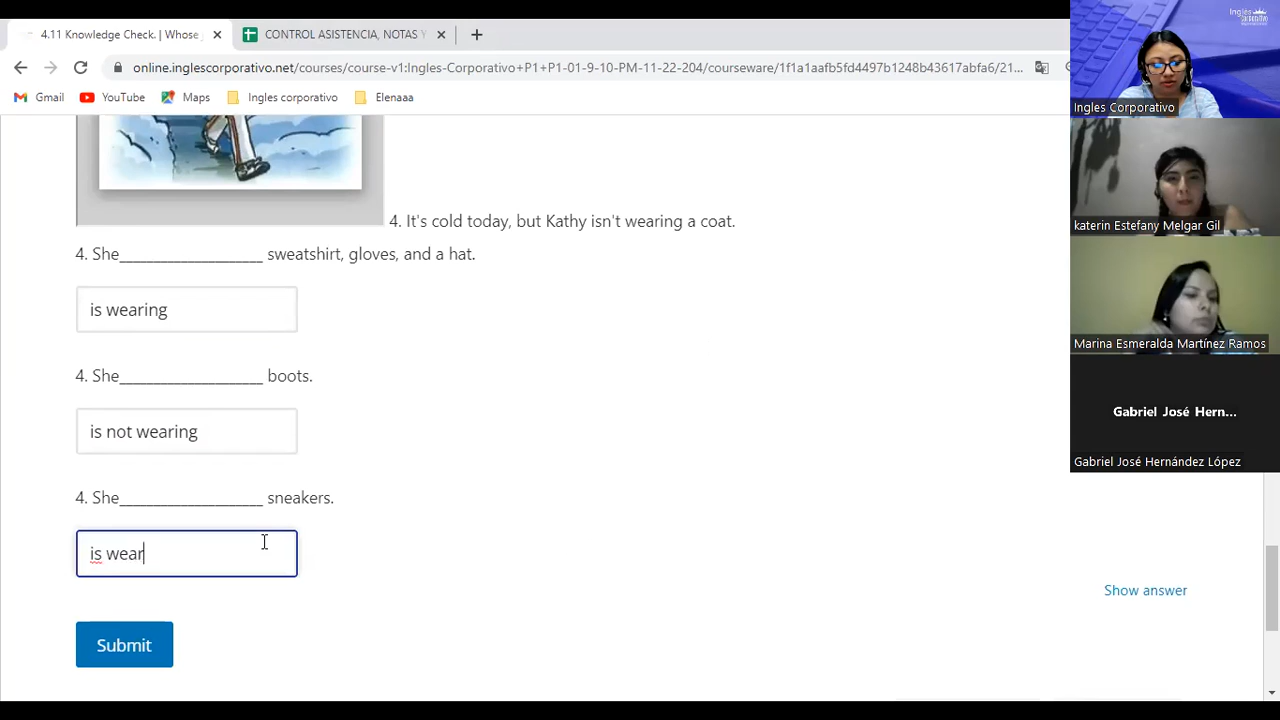 4.11 Knowledge Check. | Whose
CONTROL ASISTENCIA, NOTAS Y
online.inglescorporativo.net/courses/course-v1:Ingles-Corporativo+P1+P1-01-9-10-PM-11-22-204/courseware/1f1a1aafb5fd4497b1248b43617abfa6/21...
Gmail
YouTube
Maps
Ingles corporativo
Elenaaa
4. It's cold today, but Kathy isn't wearing a coat.
4. She____________________ sweatshirt, gloves, and a hat.
is wearing
4. She____________________ boots.
is not wearing
4. She____________________ sneakers.
is wear
Show answer
Submit
Inglés
Ingles Corporativo
katerin Estefany Melgar Gil
Marina Esmeralda Martínez Ramos
Gabriel José Hern...
Gabriel José Hernández López